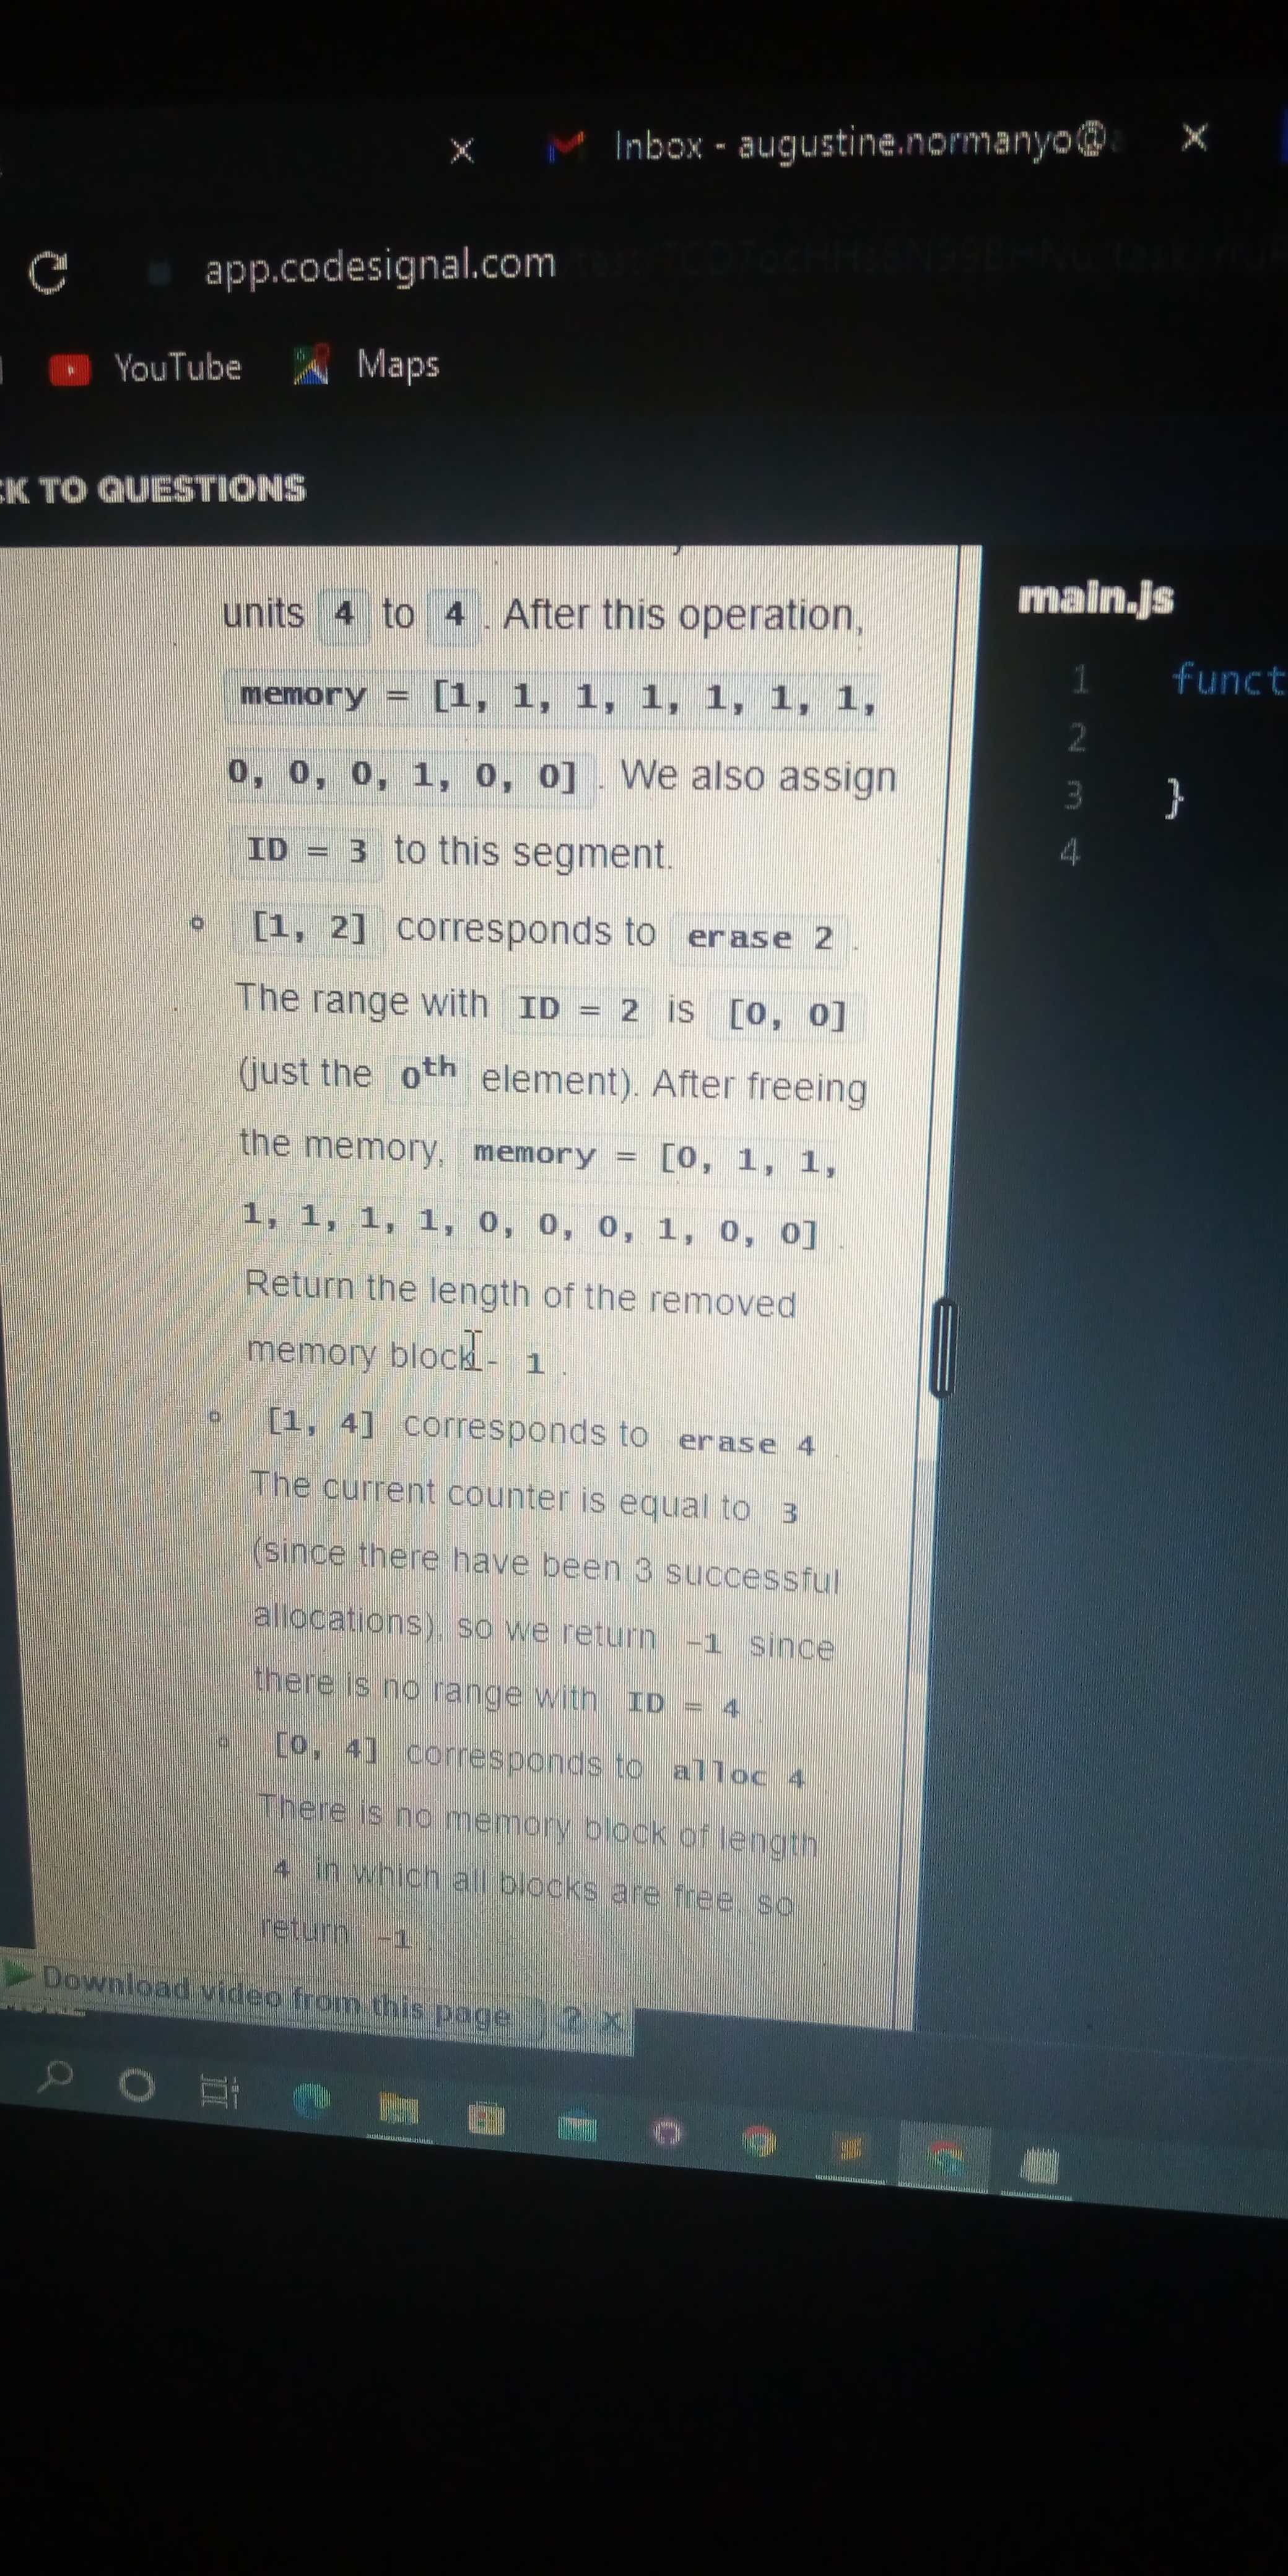 Inbox - augustine.normanyo@
app.codesignal.com
YouTube Maps
CK TO QUESTIONS
units 4 to 4 . After this operation,
memory = [1, 1, 1, 1, 1, 1, 1,
0, 0, 0, 1, 0, 0] . We also assign
ID = 3 to this segment.
[1, 2] corresponds to erase 2 .
The range with ID = 2 is [0, 0]
(just the 0th element). After freeing
the memory, memory = [0, 1, 1,
1, 1, 1, 1, 0, 0, 0, 1, 0, 0] .
Return the length of the removed
memory block - 1 .
[1, 4] corresponds to erase 4 .
The current counter is equal to 3
(since there have been 3 successful
allocations), so we return -1 since
there is no range with ID = 4 .
[0, 4] corresponds to alloc 4 .
There is no memory block of length
4 in which all blocks are free, so
return -1 .
main.js
1 funct
2
3 }
4
Download video from this page ? X